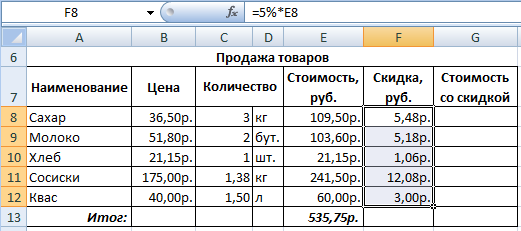 F8 fx =5%*E8
A B C D E F G
6 Продажа товаров
7 Наименование Цена Количество Стоимость, руб. Скидка, руб. Стоимость со скидкой
8 Сахар 36,50р. 3 кг 109,50р. 5,48р.
9 Молоко 51,80р. 2 бут. 103,60р. 5,18р.
10 Хлеб 21,15р. 1 шт. 21,15р. 1,06р.
11 Сосиски 175,00р. 1,38 кг 241,50р. 12,08р.
12 Квас 40,00р. 1,50 л 60,00р. 3,00р.
13 Итог: 535,75р.